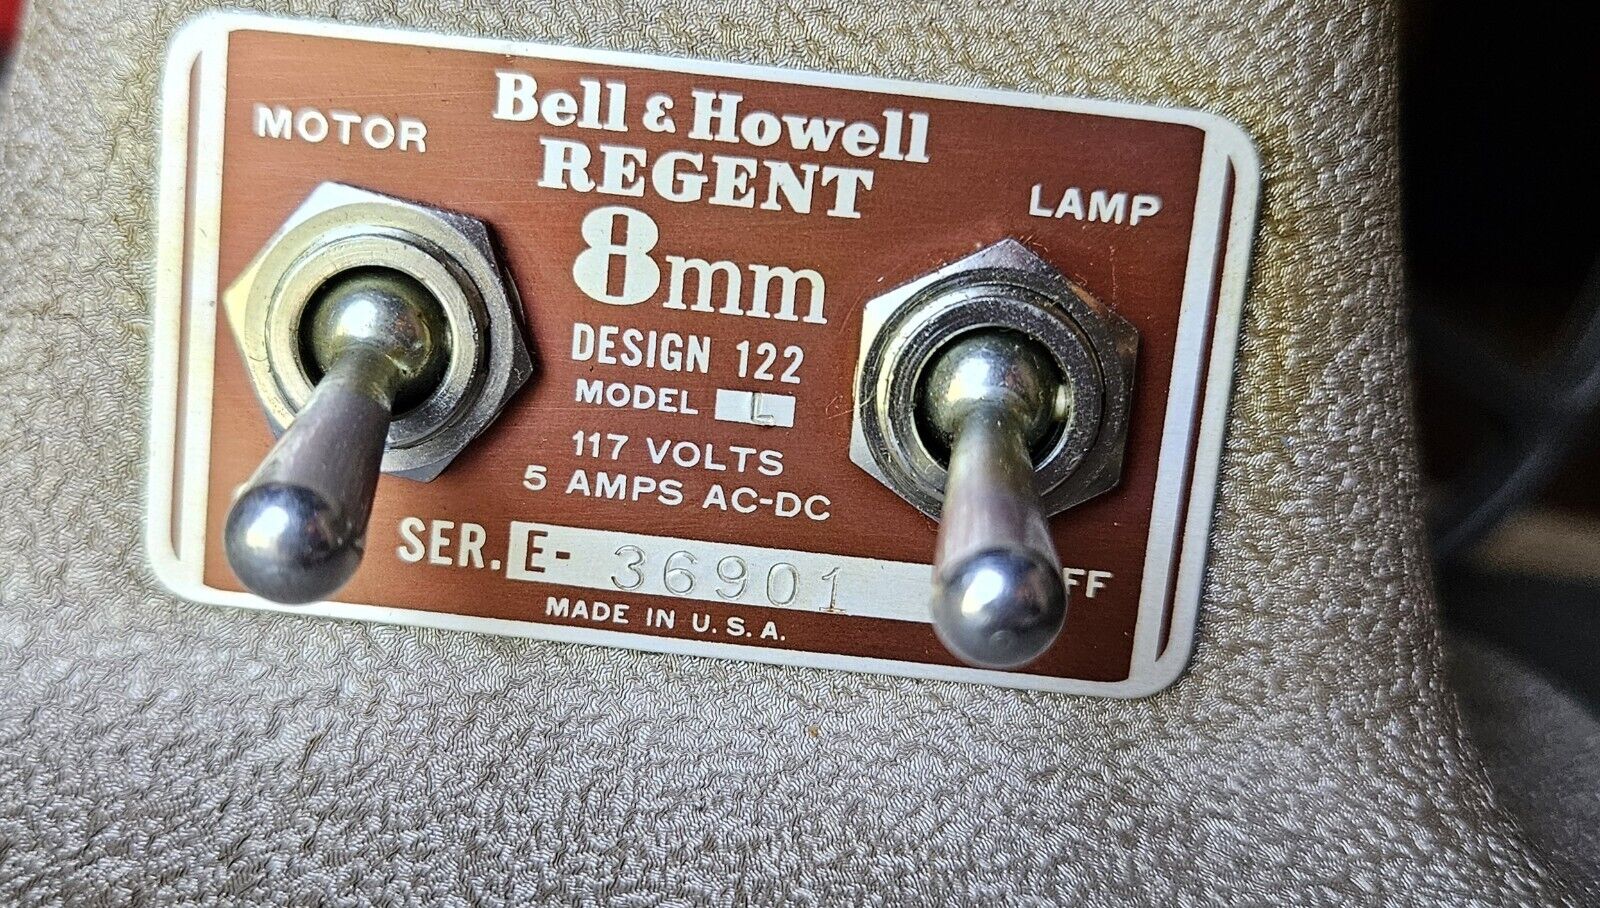 Bell & Howell
MOTOR
REGENT
LAMP
8mm
DESIGN 122
MODEL L
117 VOLTS
5 AMPS AC-DC
SER. E- 36901
FF
MADE IN U.S.A.